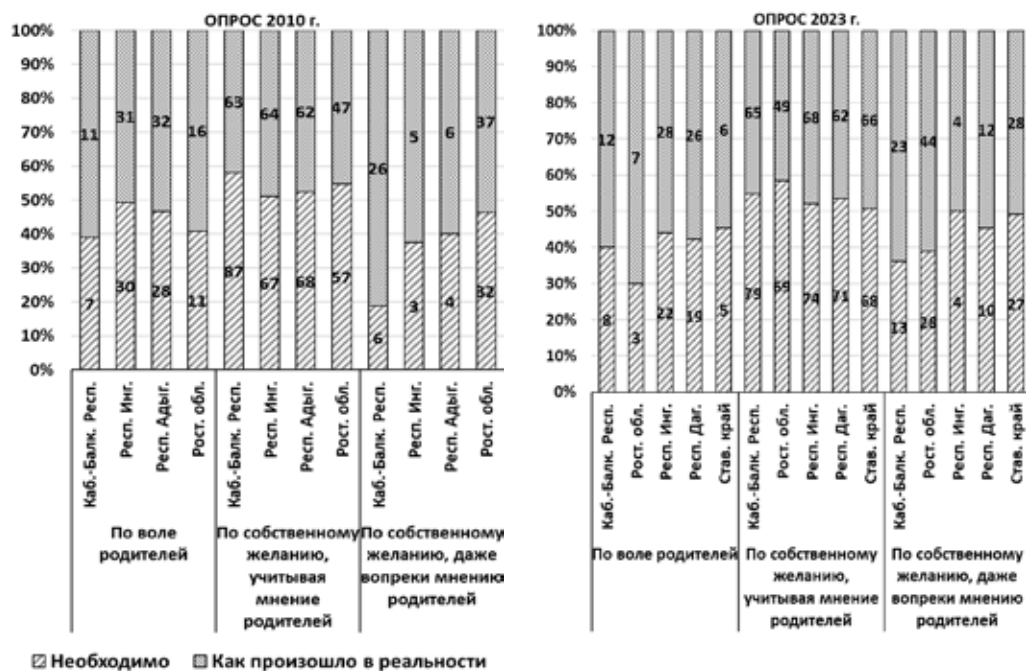 ОПРОС 2010 г.
100%
90%
80%
70%
60%
50%
40%
30%
20%
10%
0%
11 31 32 16 63 64 62 47 26 5 6 37
7 30 28 11 87 67 68 57 6 3 4 32
Каб.-Балк. Респ.
Респ. Инг.
Респ. Адыг.
Рост. обл.
Каб.-Балк. Респ
Респ. Инг.
Респ. Адыг.
Рост. обл.
Каб.-Балк. Респ
Респ. Инг.
Респ. Адыг.
Рост. обл.
По воле
родителей
По собственному
желанию,
учитывая
мнение
родителей
По собственному
желанию, даже
вопреки мнению
родителей
ОПРОС 2023 г.
100%
90%
80%
70%
60%
50%
40%
30%
20%
10%
0%
12 7 28 26 6 65 49 68 62 66 23 44 4 12 28
8 3 22 19 5 79 69 74 71 68 13 28 4 10 27
Каб.-Балк. Респ.
Рост. обл.
Респ. Инг.
Респ. Даг.
Став. край
Каб.-Балк. Респ
Рост. обл.
Респ. Инг.
Респ. Даг.
Став. край
Каб.-Балк. Респ
Рост. обл.
Респ. Инг.
Респ. Даг.
Став. край
По воле родителей
По собственному
желанию,
учитывая мнение
родителей
По собственному
желанию, даже
вопреки мнению
родителей
Необходимо
Как произошло в реальности